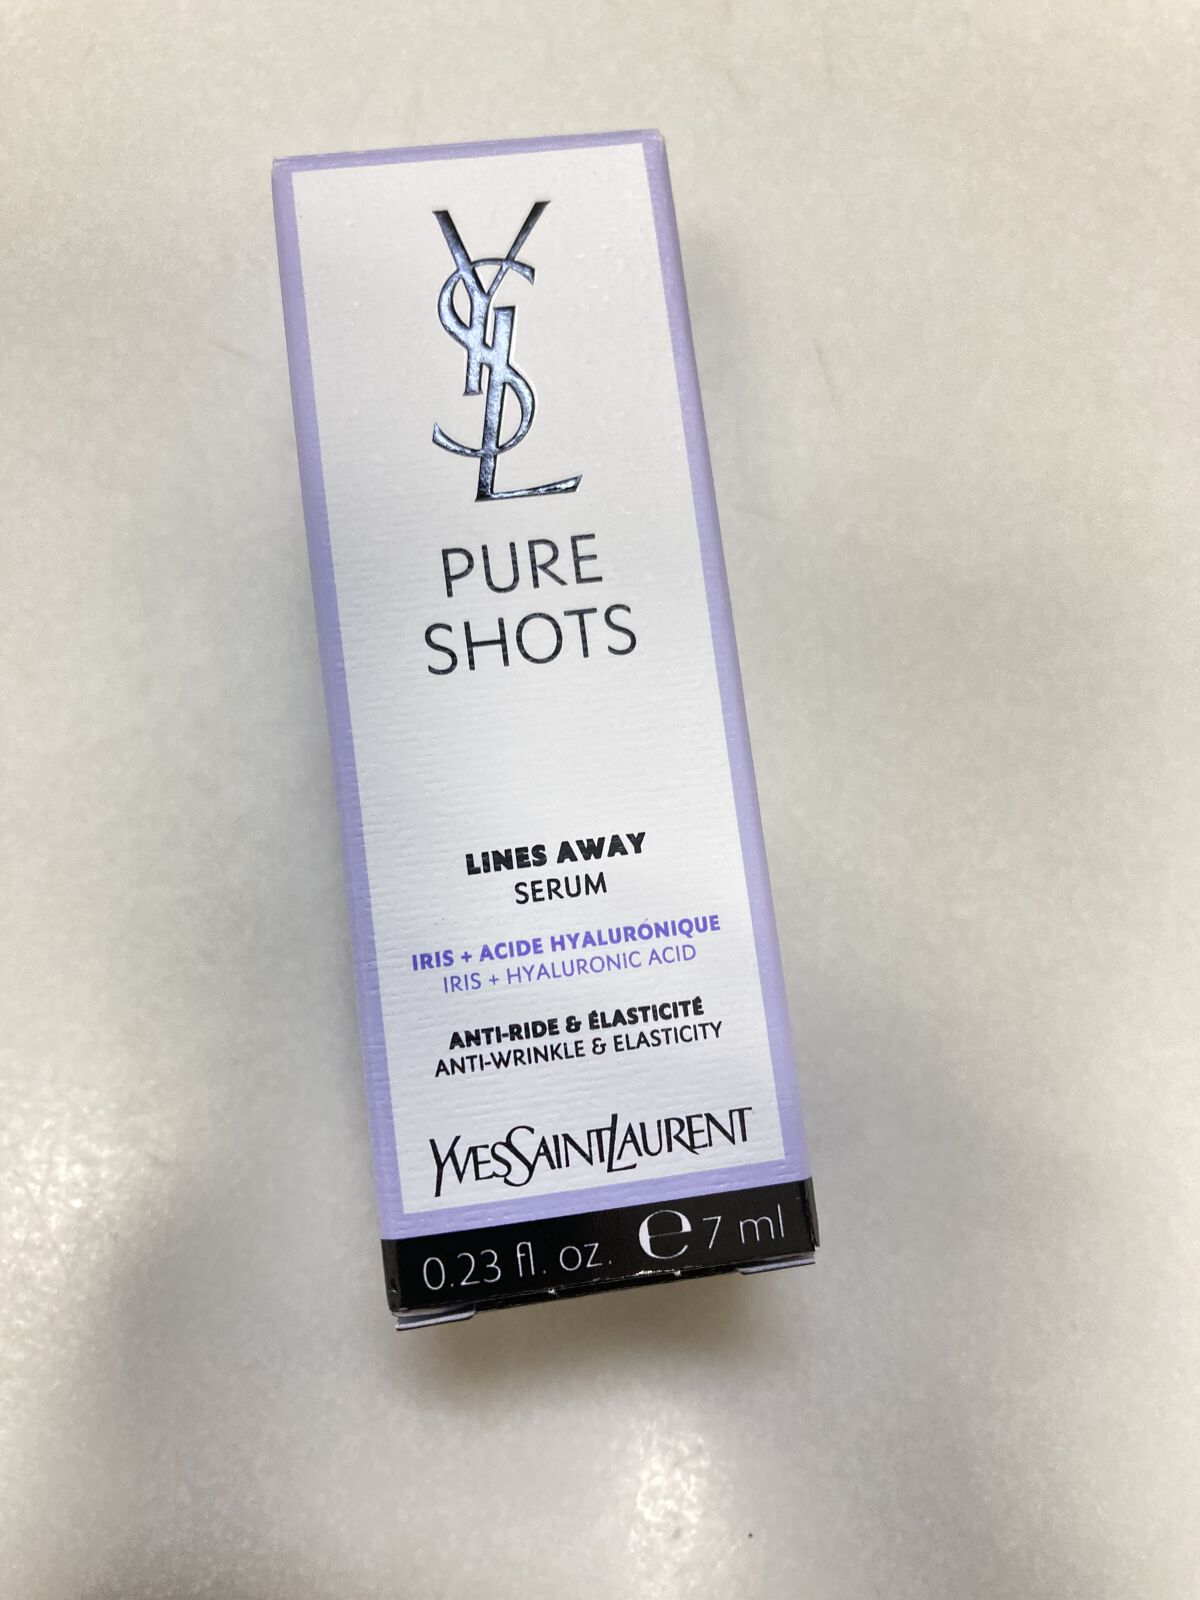 YSL
PURE
SHOTS
LINES AWAY
SERUM
IRIS + ACIDE HYALURÓNIQUE
IRIS + HYALURONiC ACID
ANTI-RIDE & ÉLASTICITÉ
ANTI-WRINKLE & ELASTICITY
YVESSAINTLAURENT
0.23 fl. oz. ℮ 7 ml